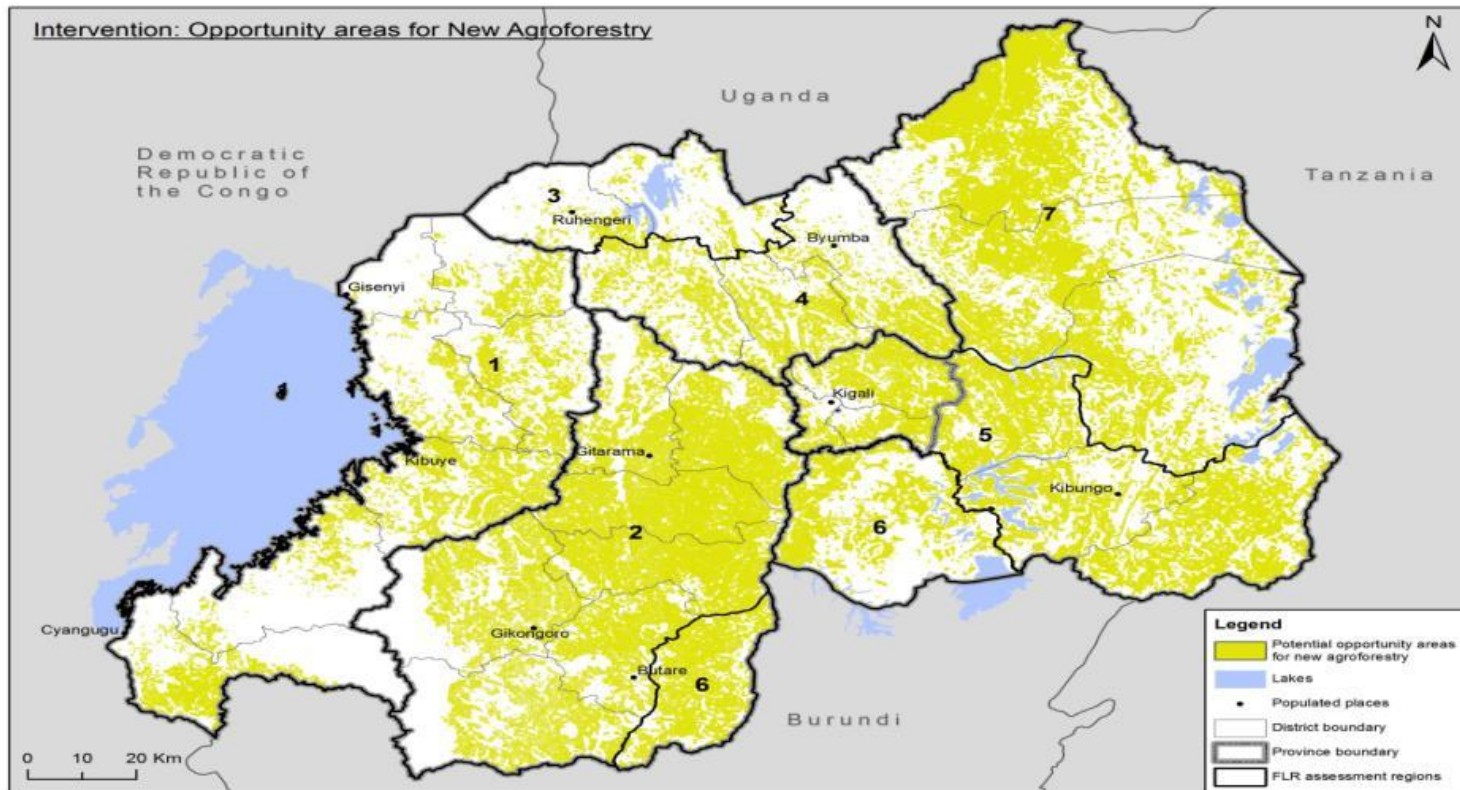 Intervention: Opportunity areas for New Agroforestry
N
Uganda
Democratic
Republic of
the Congo
Tanzania
3
Ruhengeri
7
Byumba
Gisenyi
4
1
Kigali
5
Gitarama
Kibuye
Kibungo
2
6
Cyangugu
Gikongoro
Butare
6
Burundi
0 10 20 Km
Legend
Potential opportunity areas
for new agroforestry
Lakes
Populated places
District boundary
Province boundary
FLR assessment regions